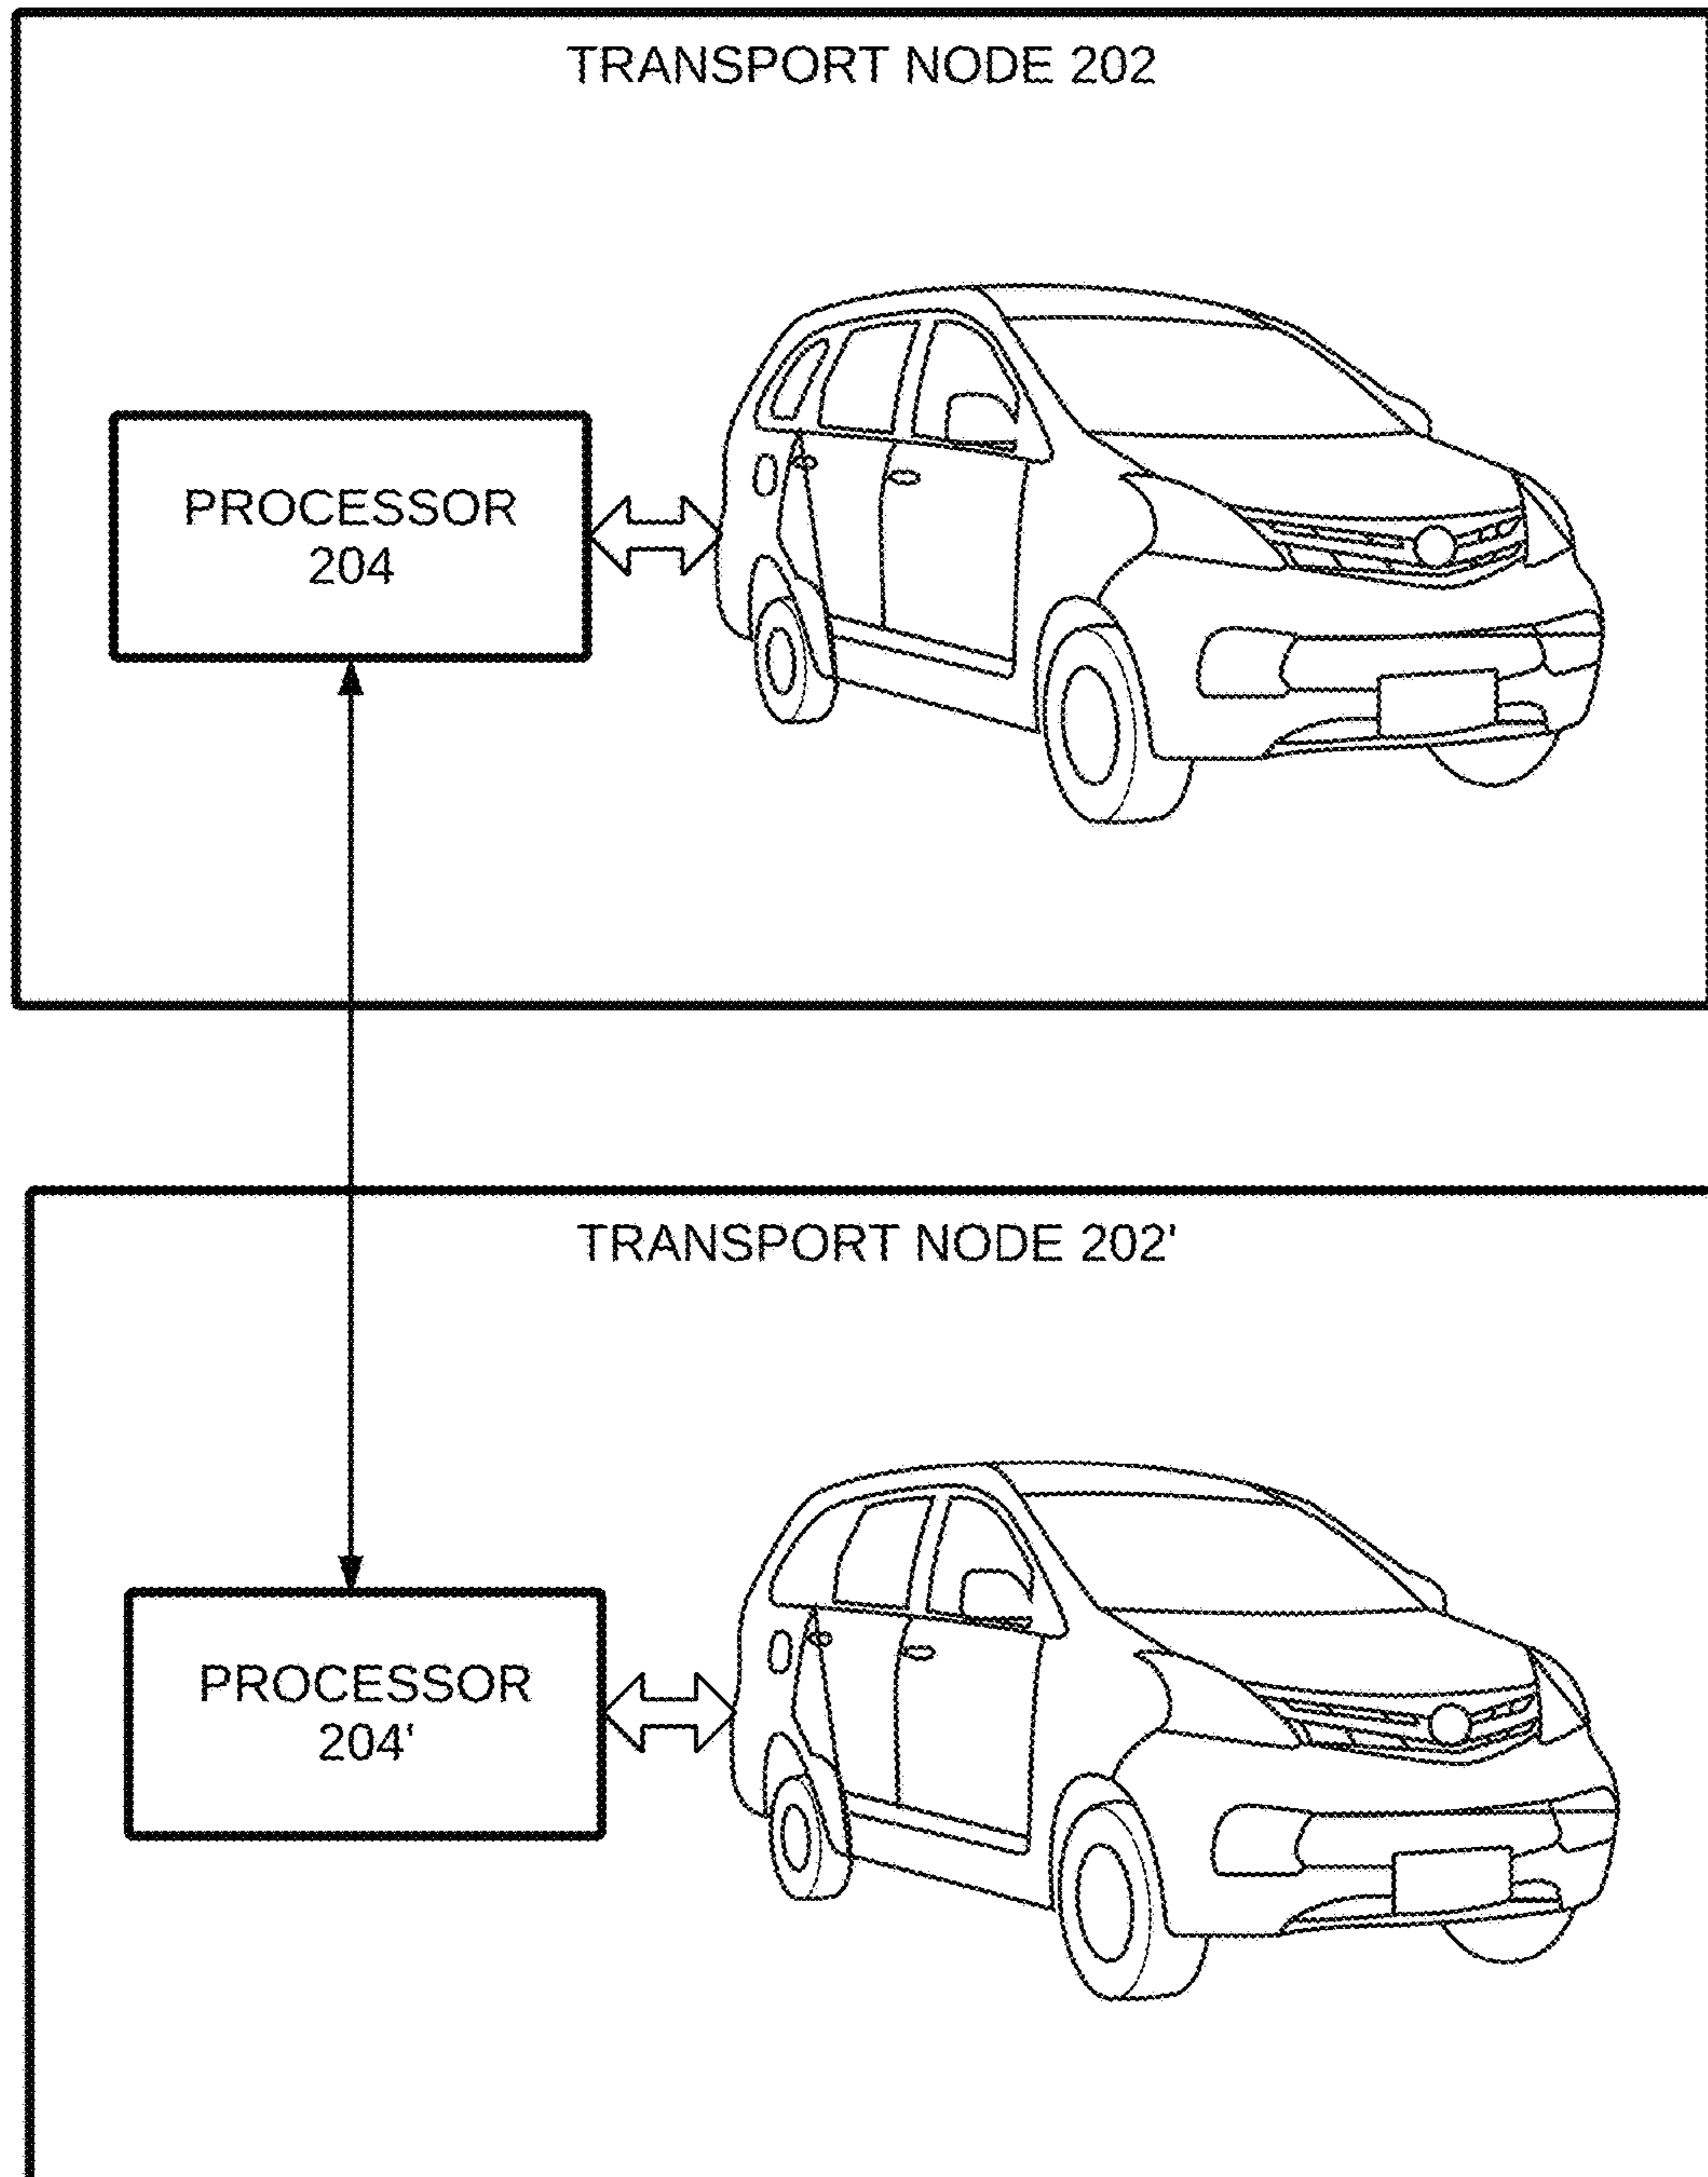 TRANSPORT NODE 202
PROCESSOR
204
TRANSPORT NODE 202'
PROCESSOR
204'